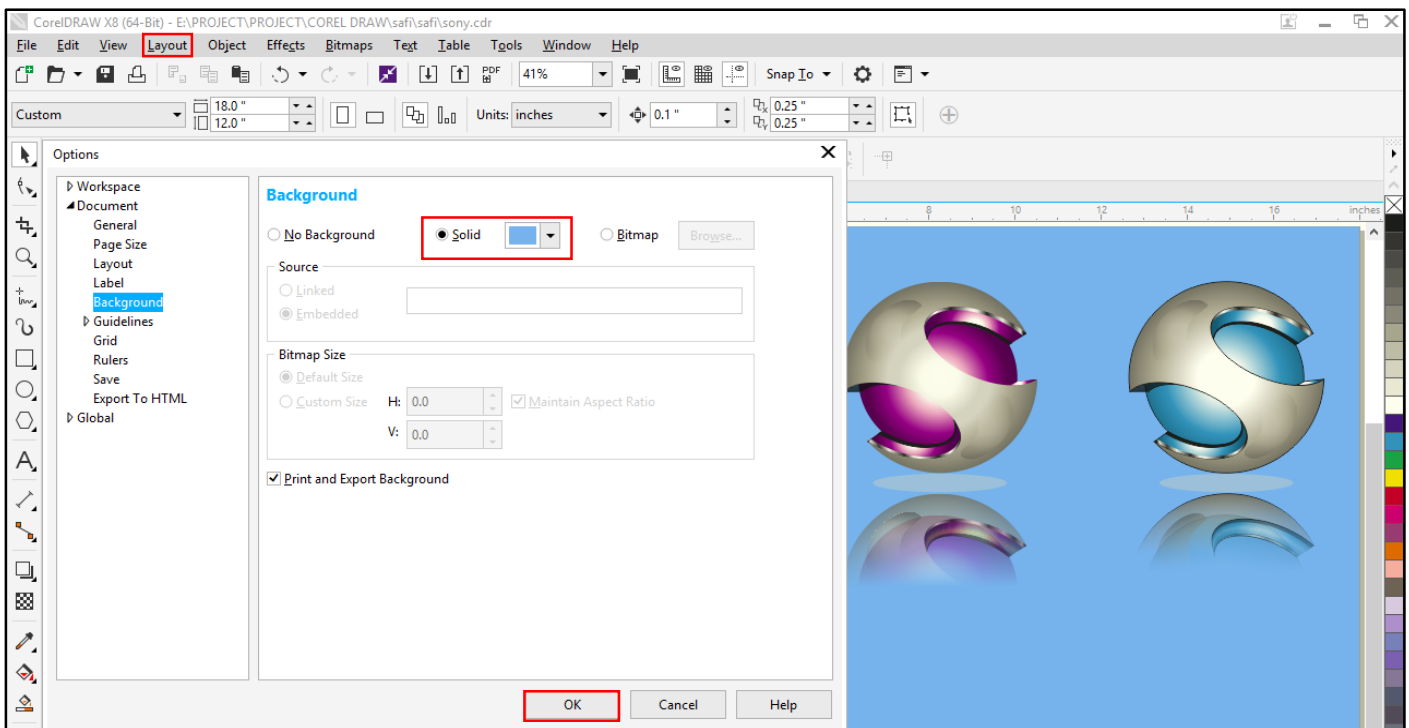 CorelDRAW X8 (64-Bit) - E:\PROJECT\PROJECT\COREL DRAW\safi\safi\sony.cdr
File Edit View Layout Object Effects Bitmaps Text Table Tools Window Help
PDF 41% Snap To
Custom 18.0 " 12.0 " Units: inches 0.1 " 0.25 " 0.25 "
Options
8 10 12 14 16 inches
Workspace
Document
General
Page Size
Layout
Label
Background
Guidelines
Grid
Rulers
Save
Export To HTML
Global
Background
No Background Solid Bitmap Browse...
Source
Linked
Embedded
Bitmap Size
Default Size
Custom Size H: 0.0 Maintain Aspect Ratio
V: 0.0
Print and Export Background
OK Cancel Help